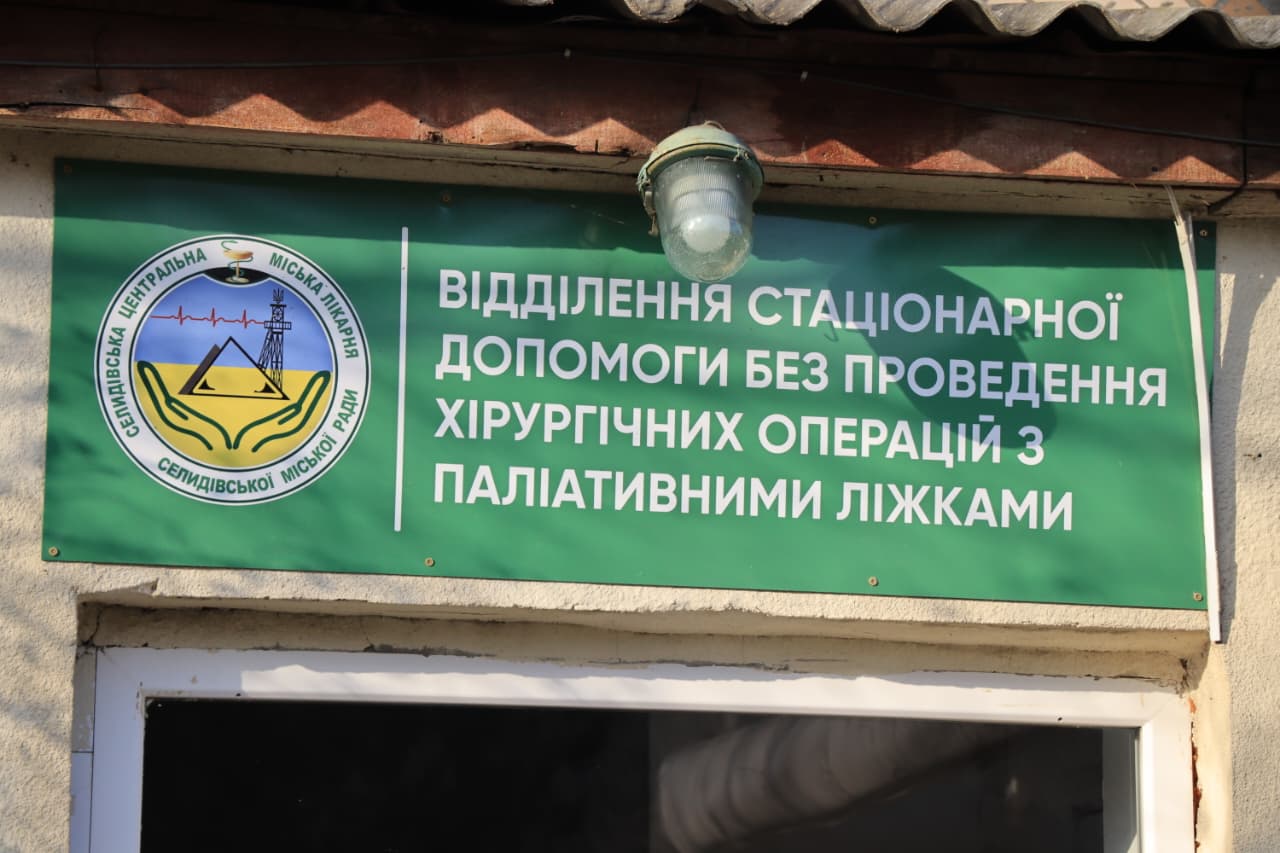 СЕЛИДІВСЬКА ЦЕНТРАЛЬНА МІСЬКА ЛІКАРНЯ
СЕЛИДІВСЬКОЇ МІСЬКОЇ РАДИ
ВІДДІЛЕННЯ СТАЦІОНАРНОЇ
ДОПОМОГИ БЕЗ ПРОВЕДЕННЯ
ХІРУРГІЧНИХ ОПЕРАЦІЙ З
ПАЛІАТИВНИМИ ЛІЖКАМИ